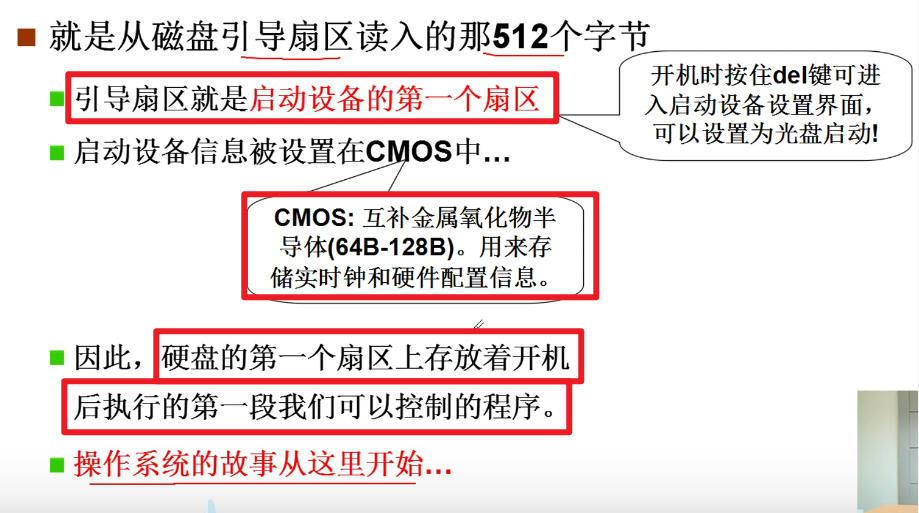 就是从磁盘引导扇区读入的那512个字节
引导扇区就是启动设备的第一个扇区
开机时按住del键可进
入启动设备设置界面，
可以设置为光盘启动!
启动设备信息被设置在CMOS中…
CMOS: 互补金属氧化物半
导体(64B-128B)。用来存
储实时钟和硬件配置信息。
因此，硬盘的第一个扇区上存放着开机
后执行的第一段我们可以控制的程序。
操作系统的故事从这里开始…